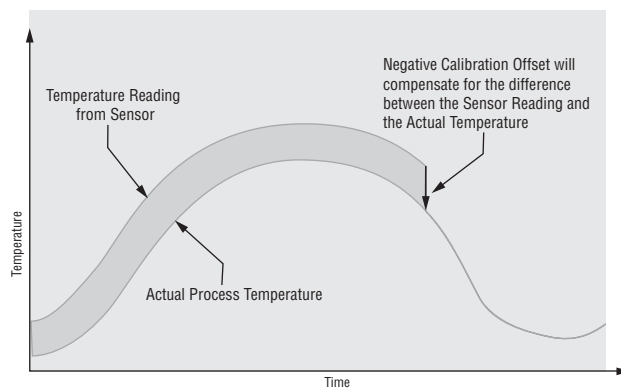 Negative Calibration Offset will
compensate for the difference
between the Sensor Reading and
the Actual Temperature
Temperature Reading
from Sensor
Temperature
Actual Process Temperature
Time